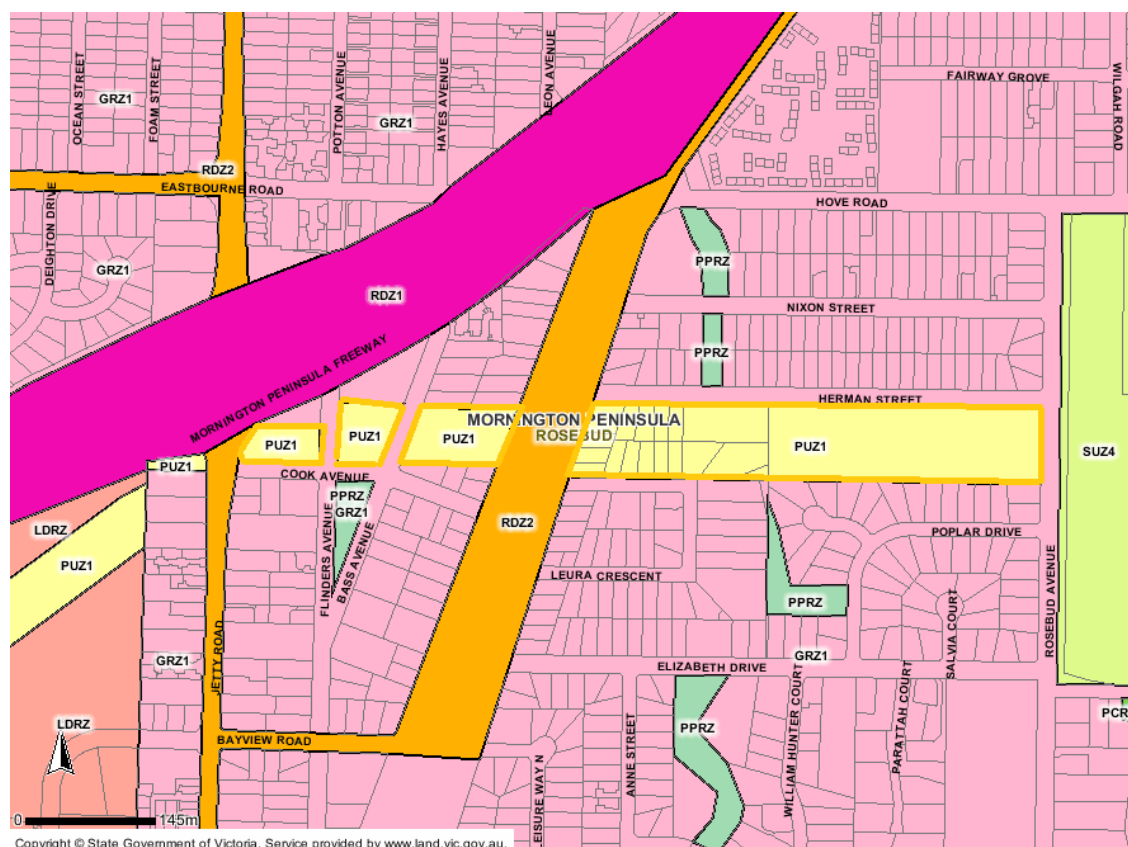 FAIRWAY GROVE
WILGAH ROAD
OCEAN STREET
FOAM STREET
GRZ1
POTTON AVENUE
GRZ1
HAYES AVENUE
LEON AVENUE
RDZ2
EASTBOURNE ROAD
HOVE ROAD
DEIGHTON DRIVE
GRZ1
PPRZ
RDZ1
NIXON STREET
PPRZ
MORNINGTON PENINSULA FREEWAY
HERMAN STREET
MORNINGTON PENINSULA
ROSEBUD
PUZ1
PUZ1
PUZ1
PUZ1
SUZ4
PUZ1
COOK AVENUE
PPRZ
GRZ1
LDRZ
PUZ1
RDZ2
POPLAR DRIVE
FLINDERS AVENUE
BASS AVENUE
LEURA CRESCENT
PPRZ
ROSEBUD AVENUE
SALVIA COURT
JETTY ROAD
GRZ1
GRZ1
ELIZABETH DRIVE
WILLIAM HUNTER COURT
PARATTAH COURT
LDRZ
PPRZ
PCR
BAYVIEW ROAD
ANNE STREET
LEISURE WAY N
0 145m
Copyright © State Government of Victoria. Service provided by www.land.vic.gov.au.